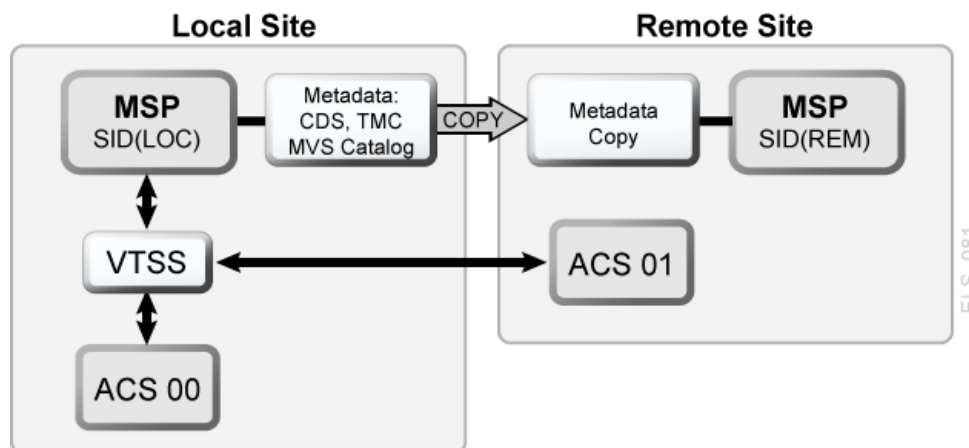 Local Site
Remote Site
MSP
SID(LOC)
Metadata:
CDS, TMC
MVS Catalog
COPY
Metadata
Copy
MSP
SID(REM)
VTSS
ACS 01
ACS 00
ELS_081